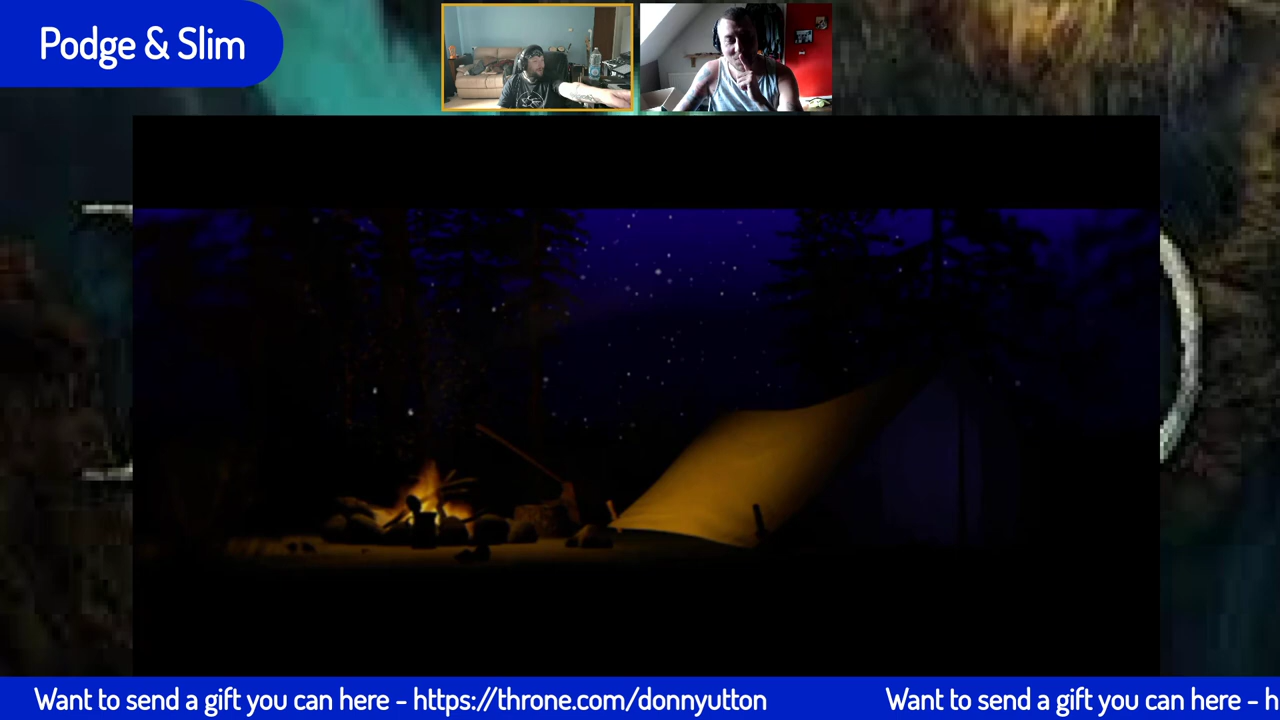 Podge & Slim
Want to send a gift you can here - https://throne.com/donnyutton Want to send a gift you can here - h